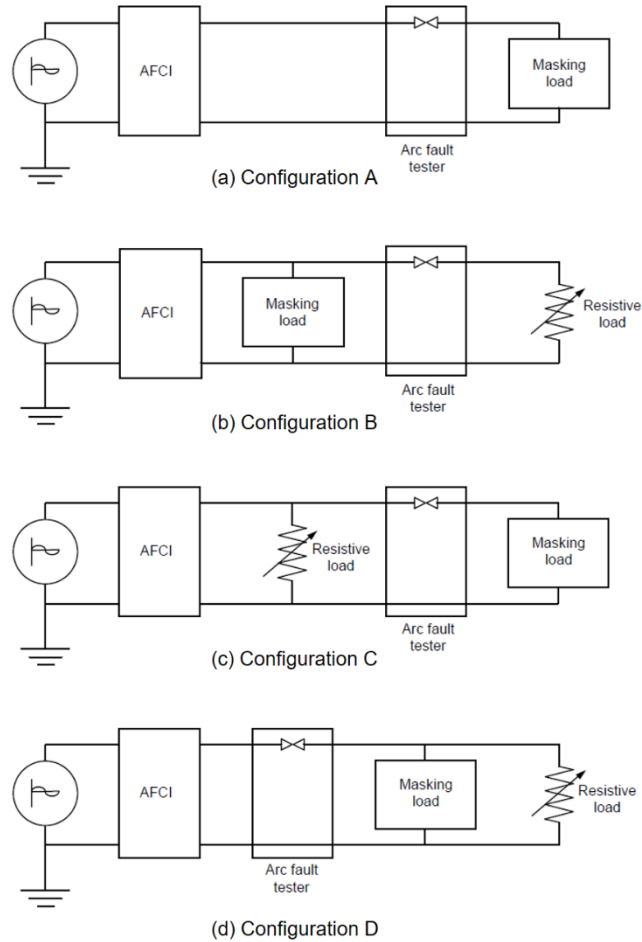 AFCI
Masking
load
Arc fault
tester
(a) Configuration A
AFCI
Masking
load
Resistive
load
Arc fault
tester
(b) Configuration B
AFCI
Resistive
load
Masking
load
Arc fault
tester
(c) Configuration C
AFCI
Masking
load
Resistive
load
Arc fault
tester
(d) Configuration D